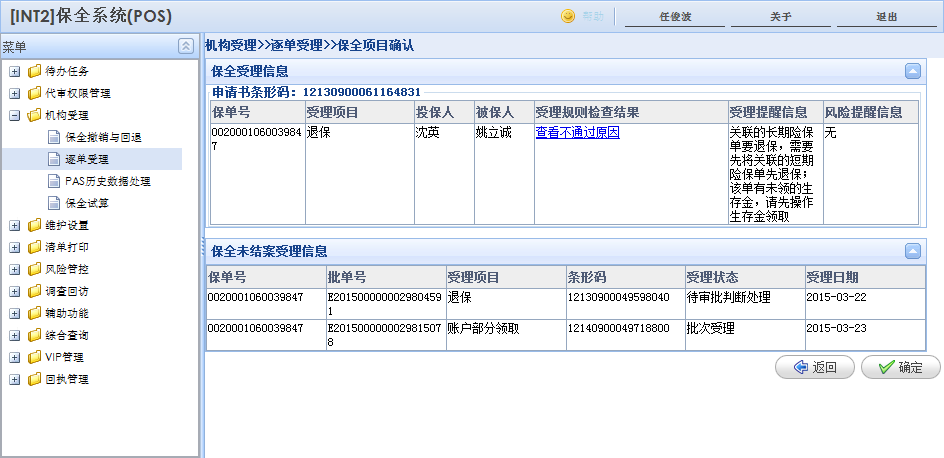 [INT2]保全系统(POS)
帮助
任俊波
关于
退出
菜单
待办任务
代审权限管理
机构受理
保全撤销与回退
逐单受理
PAS历史数据处理
保全试算
维护设置
清单打印
风险管控
调查回访
辅助功能
综合查询
VIP管理
回执管理
机构受理>>逐单受理>>保全项目确认
保全受理信息
申请书条形码：12130900061164831
保单号 受理项目 投保人 被保人 受理规则检查结果 受理提醒信息 风险提醒信息
002000106003984 退保 沈英 姚立诚 查看不通过原因 关联的长期险保 无
7 单要退保，需要
先将关联的短期
险保单先退保；
该单有未领的生
存金，请先操作
生存金领取
保全未结案受理信息
保单号 批单号 受理项目 条形码 受理状态 受理日期
0020001060039847 E20150000000298045​9 退保 12130900049598040 待审批判断处理 2015-03-22
1
0020001060039847 E20150000000298150​7 账户部分领取 12140900049718800 批次受理 2015-03-23
8
返回
确定